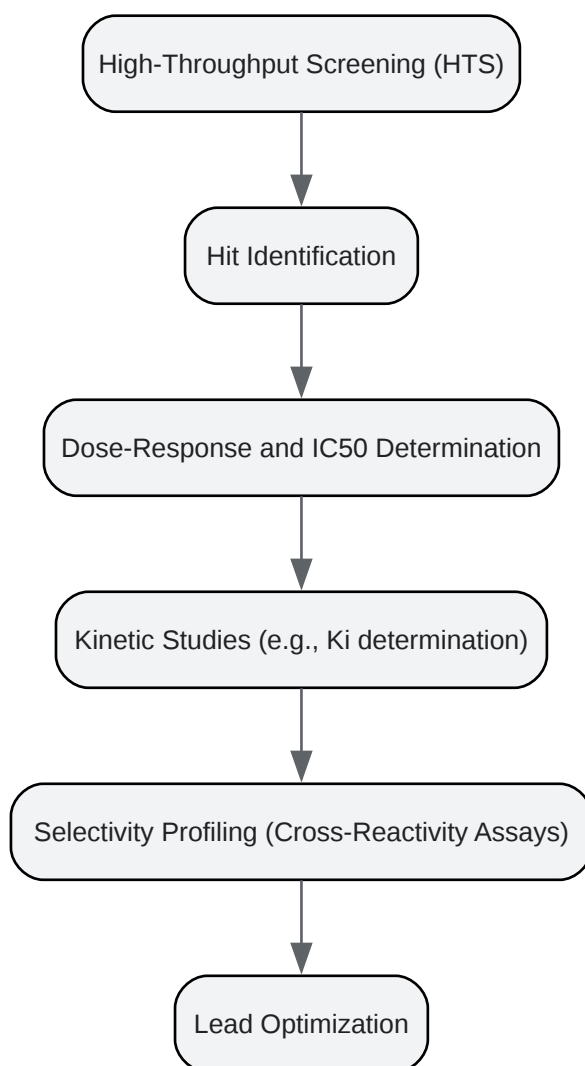 High-Throughput Screening (HTS)
Hit Identification
Dose-Response and IC50 Determination
Kinetic Studies (e.g., Ki determination)
Selectivity Profiling (Cross-Reactivity Assays)
Lead Optimization